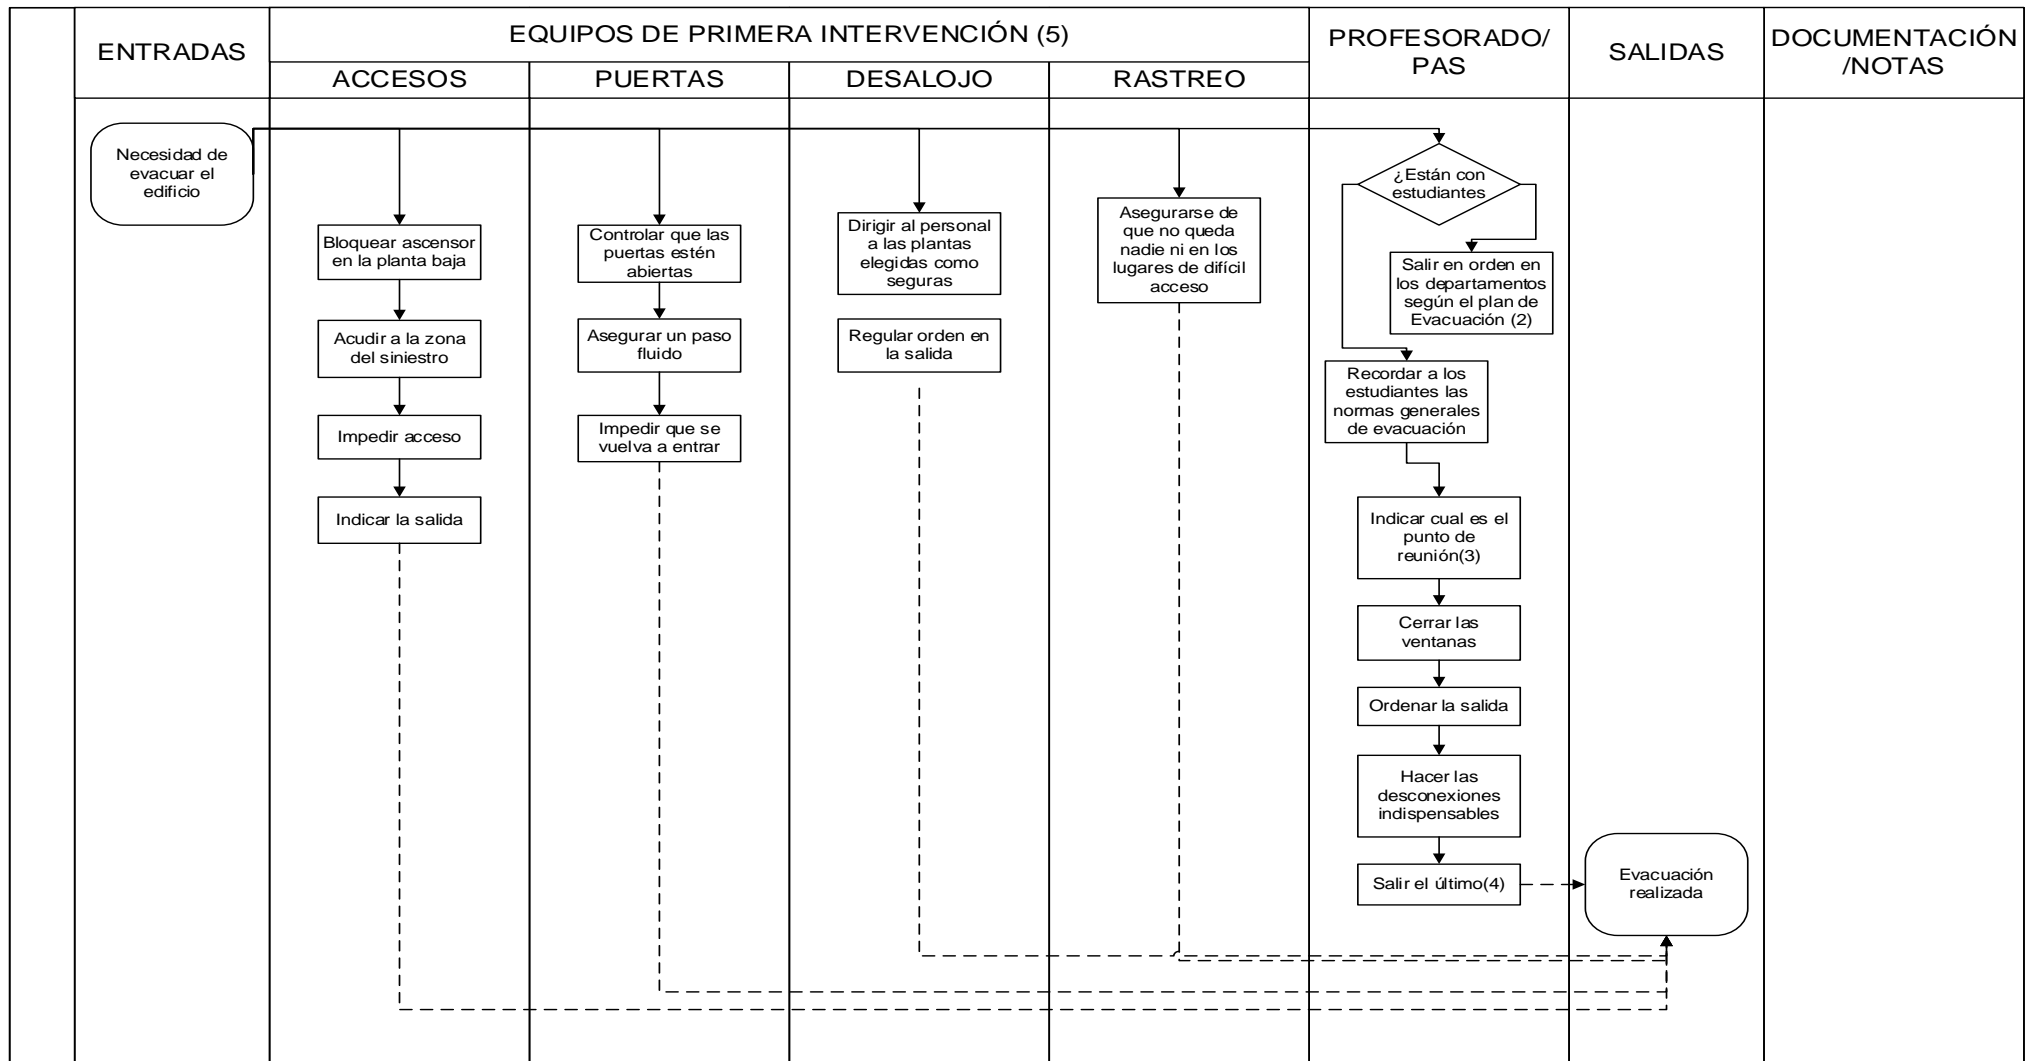 ENTRADAS
EQUIPOS DE PRIMERA INTERVENCIÓN (5)
PROFESORADO/
PAS
SALIDAS
DOCUMENTACIÓN
/NOTAS
ACCESOS
PUERTAS
DESALOJO
RASTREO
Necesidad de
evacuar el
edificio
Bloquear ascensor
en la planta baja
Acudir a la zona
del siniestro
Impedir acceso
Indicar la salida
Controlar que las
puertas estén
abiertas
Asegurar un paso
fluido
Impedir que se
vuelva a entrar
Dirigir al personal
a las plantas
elegidas como
seguras
Regular orden en
la salida
Asegurarse de
que no queda
nadie ni en los
lugares de difícil
acceso
¿Están con
estudiantes
Salir en orden en
los departamentos
según el plan de
Evacuación (2)
Recordar a los
estudiantes las
normas generales
de evacuación
Indicar cual es el
punto de
reunión(3)
Cerrar las
ventanas
Ordenar la salida
Hacer las
desconexiones
indispensables
Salir el último(4)
Evacuación
realizada